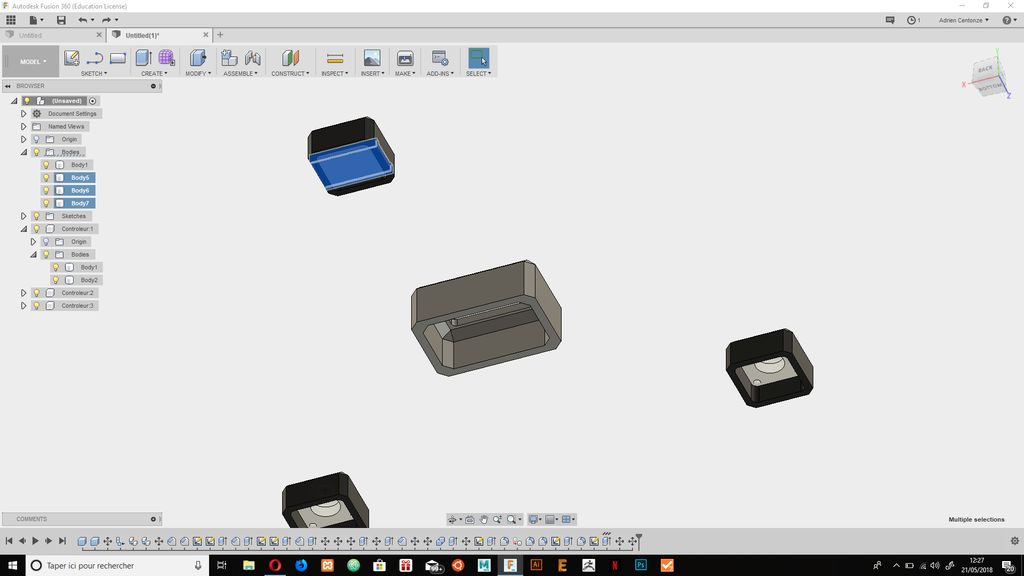 Autodesk Fusion 360 (Education License)
1 Adrien Centonze
Untitled Untitled(1)*
MODEL SKETCH CREATE MODIFY ASSEMBLE CONSTRUCT INSPECT INSERT MAKE ADD-INS SELECT
BROWSER
(Unsaved)
Document Settings
Named Views
Origin
Bodies
Body1
Body5
Body6
Body7
Sketches
Controleur:1
Origin
Bodies
Body1
Body2
Controleur:2
Controleur:3
BACK
BOTTOM
X
Y
Z
COMMENTS
Multiple selections
Taper ici pour rechercher
12:27
21/05/2018
20